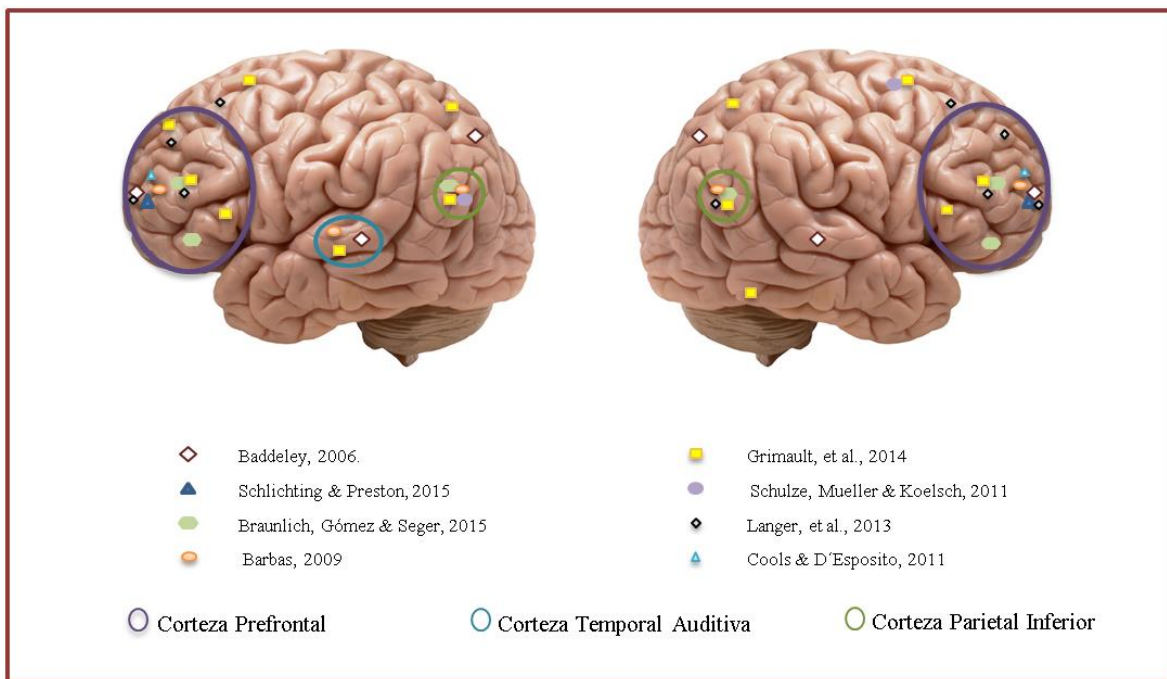 Baddeley, 2006.
Schlichting & Preston, 2015
Braunlich, Gómez & Seger, 2015
Barbas, 2009
Grimault, et al., 2014
Schulze, Mueller & Koelsch, 2011
Langer, et al., 2013
Cools & D´Esposito, 2011
Corteza Prefrontal
Corteza Temporal Auditiva
Corteza Parietal Inferior